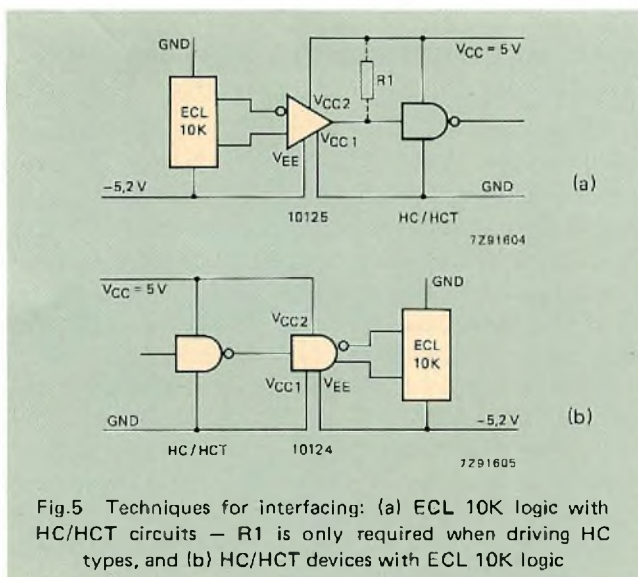 GND
VCC = 5 V
ECL
10K
R1
VCC2
VCC1
VEE
-5,2 V
GND
(a)
10125
HC/HCT
7Z91604
VCC = 5 V
GND
VCC2
ECL
10K
VCC1
VEE
GND
-5,2 V
(b)
HC/HCT
10124
7Z91605
Fig.5 Techniques for interfacing: (a) ECL 10K logic with
HC/HCT circuits – R1 is only required when driving HC
types, and (b) HC/HCT devices with ECL 10K logic